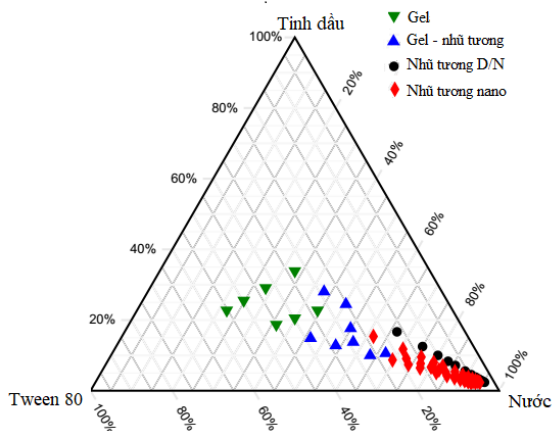 Tinh dầu
Gel
Gel - nhũ tương
Nhũ tương D/N
Nhũ tương nano
100%
80%
60%
40%
20%
20%
40%
60%
80%
100%
Tween 80
Nước
100%
80%
60%
40%
20%